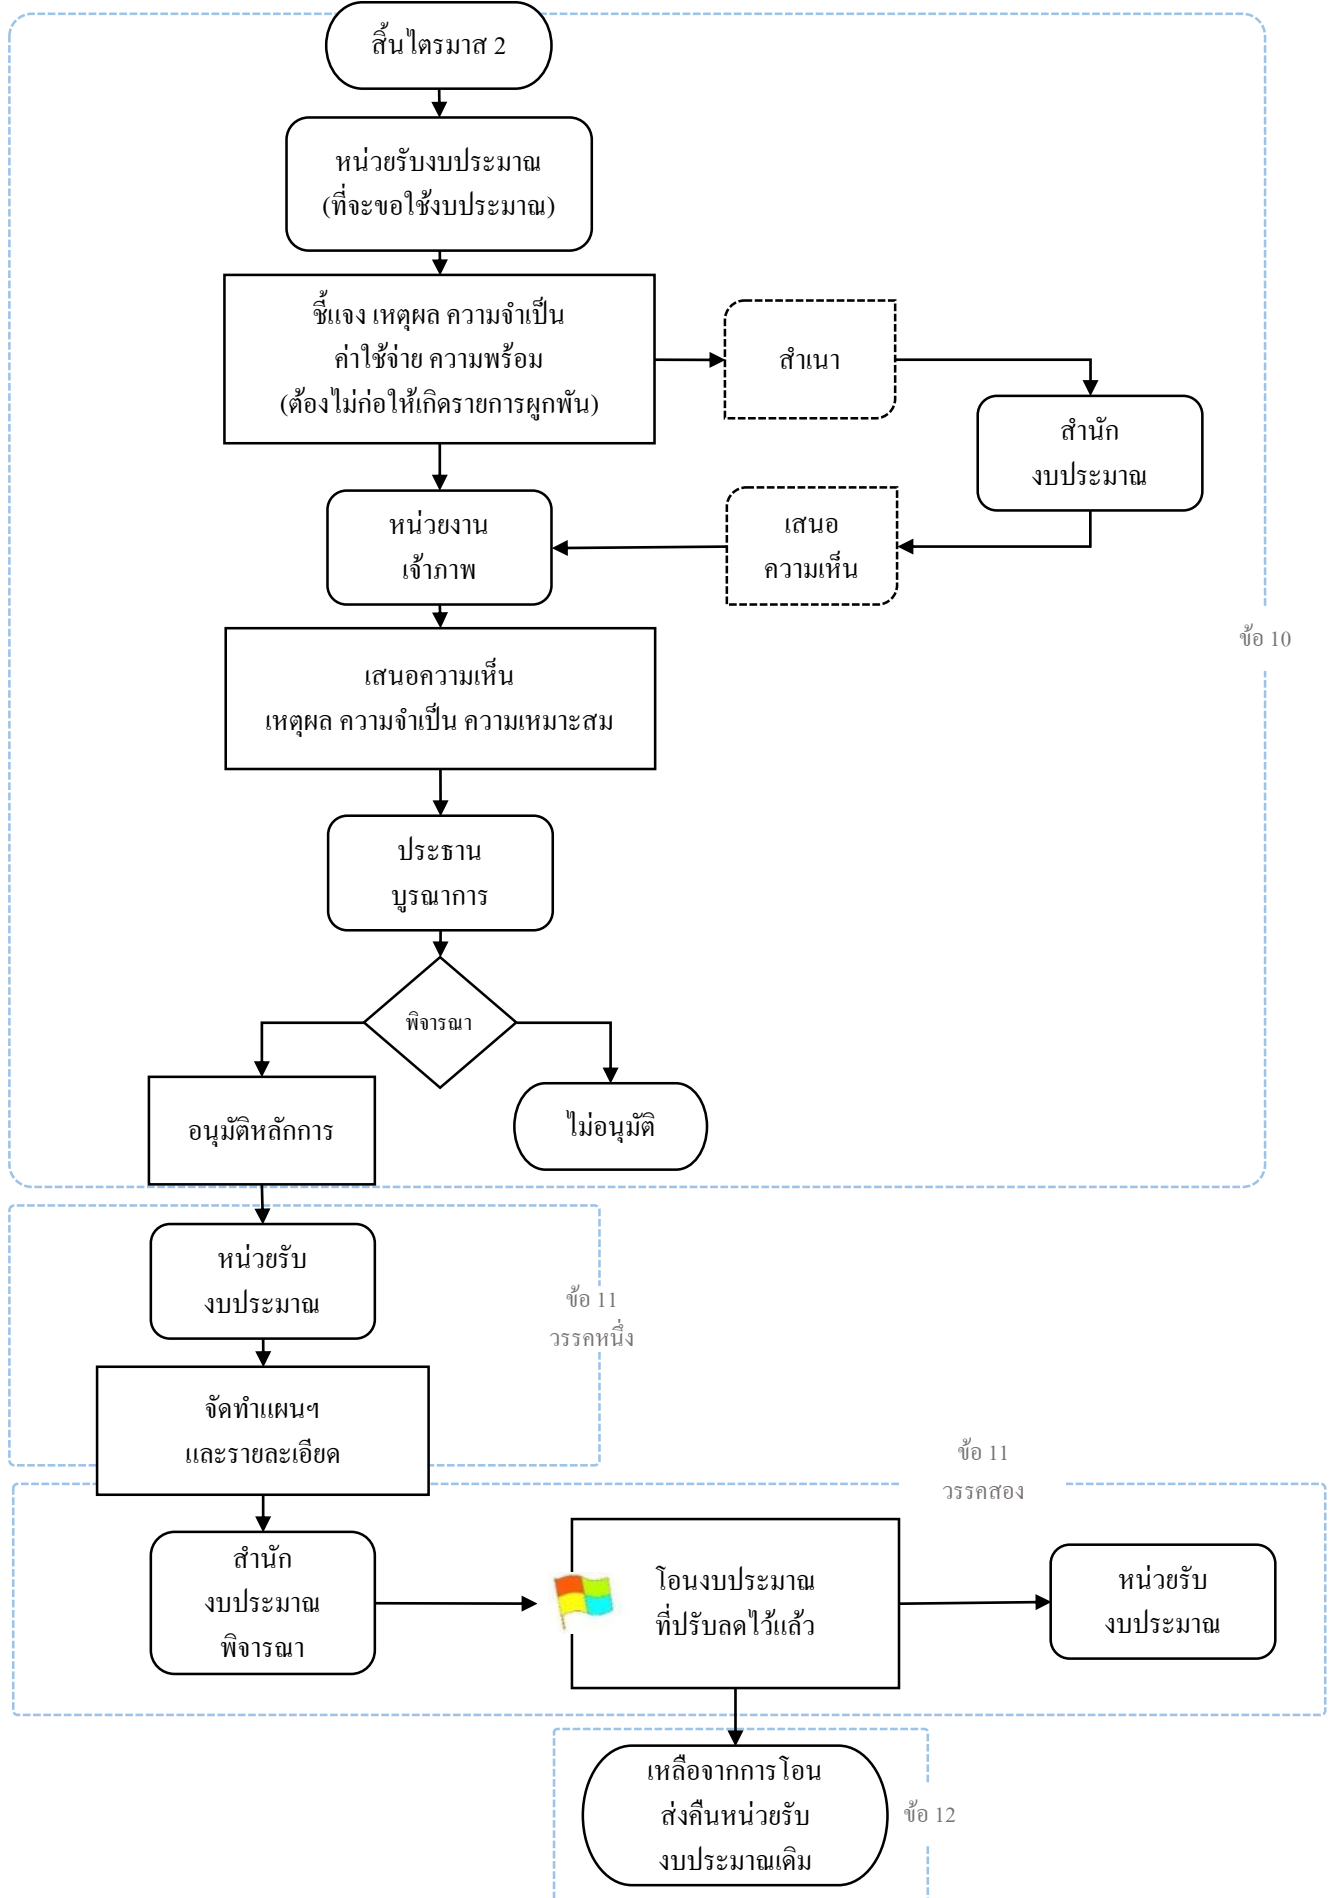 สิ้นไตรมาส 2
หน่วยรับงบประมาณ
(ที่จะขอใช้งบประมาณ)
ชี้แจง เหตุผล ความจำเป็น
ค่าใช้จ่าย ความพร้อม
(ต้องไม่ก่อให้เกิดรายการผูกพัน)
สำเนา
สำนัก
งบประมาณ
หน่วยงาน
เจ้าภาพ
เสนอ
ความเห็น
ข้อ 10
เสนอความเห็น
เหตุผล ความจำเป็น ความเหมาะสม
ประธาน
บูรณาการ
พิจารณา
อนุมัติหลักการ
ไม่อนุมัติ
หน่วยรับ
งบประมาณ
ข้อ 11
วรรคหนึ่ง
จัดทำแผนฯ
และรายละเอียด
ข้อ 11
วรรคสอง
สำนัก
งบประมาณ
พิจารณา
โอนงบประมาณ
ที่ปรับลดไว้แล้ว
หน่วยรับ
งบประมาณ
เหลือจากการโอน
ส่งคืนหน่วยรับ
งบประมาณเดิม
ข้อ 12